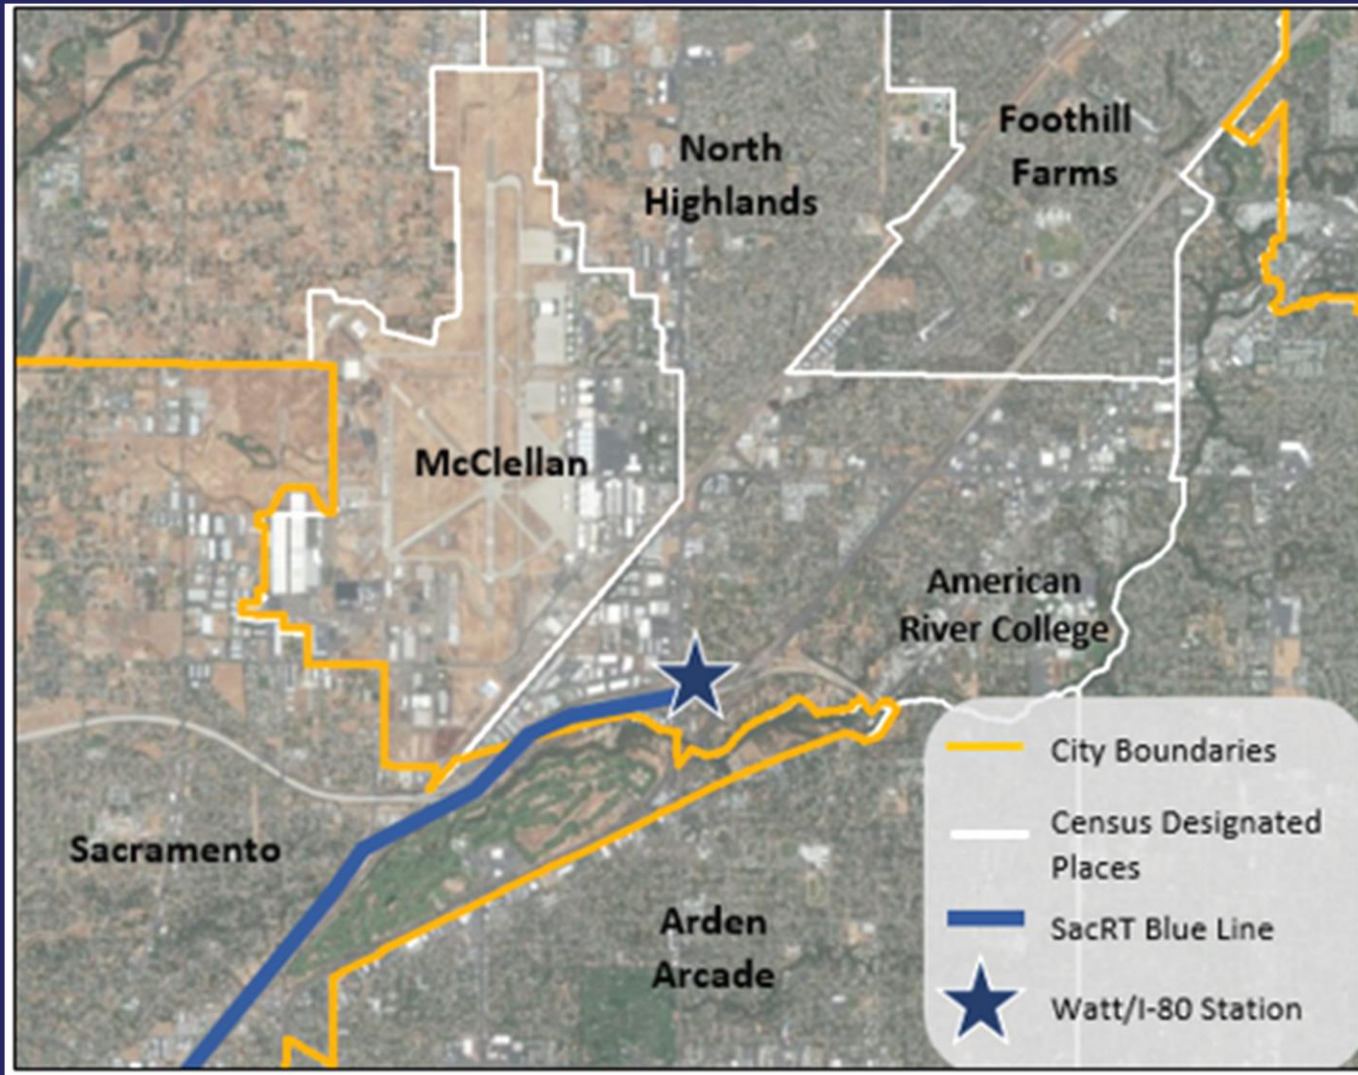 North
Highlands
Foothill
Farms
McClellan
American
River College
Sacramento
Arden
Arcade
City Boundaries
Census Designated
Places
SacRT Blue Line
Watt/I-80 Station